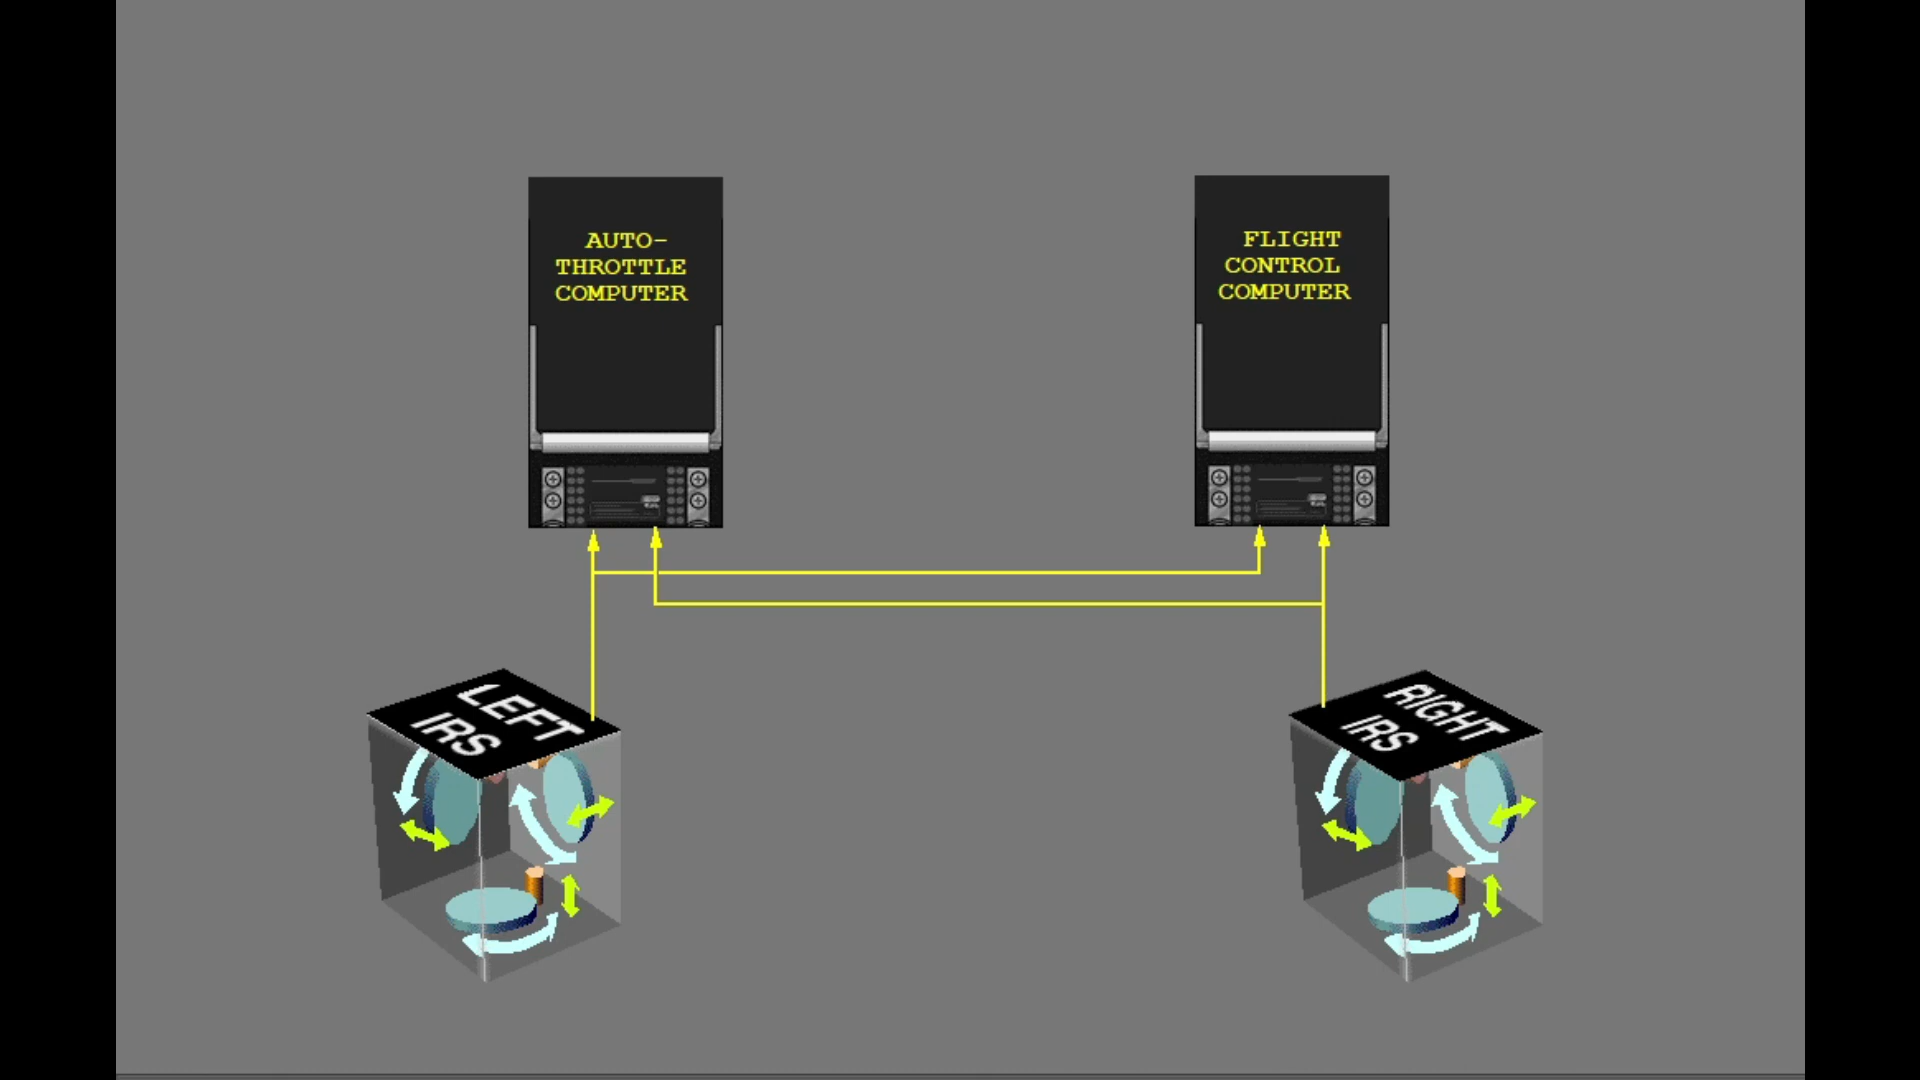 AUTO-
THROTTLE
COMPUTER
FLIGHT
CONTROL
COMPUTER
LEFT
IRS
RIGHT
IRS